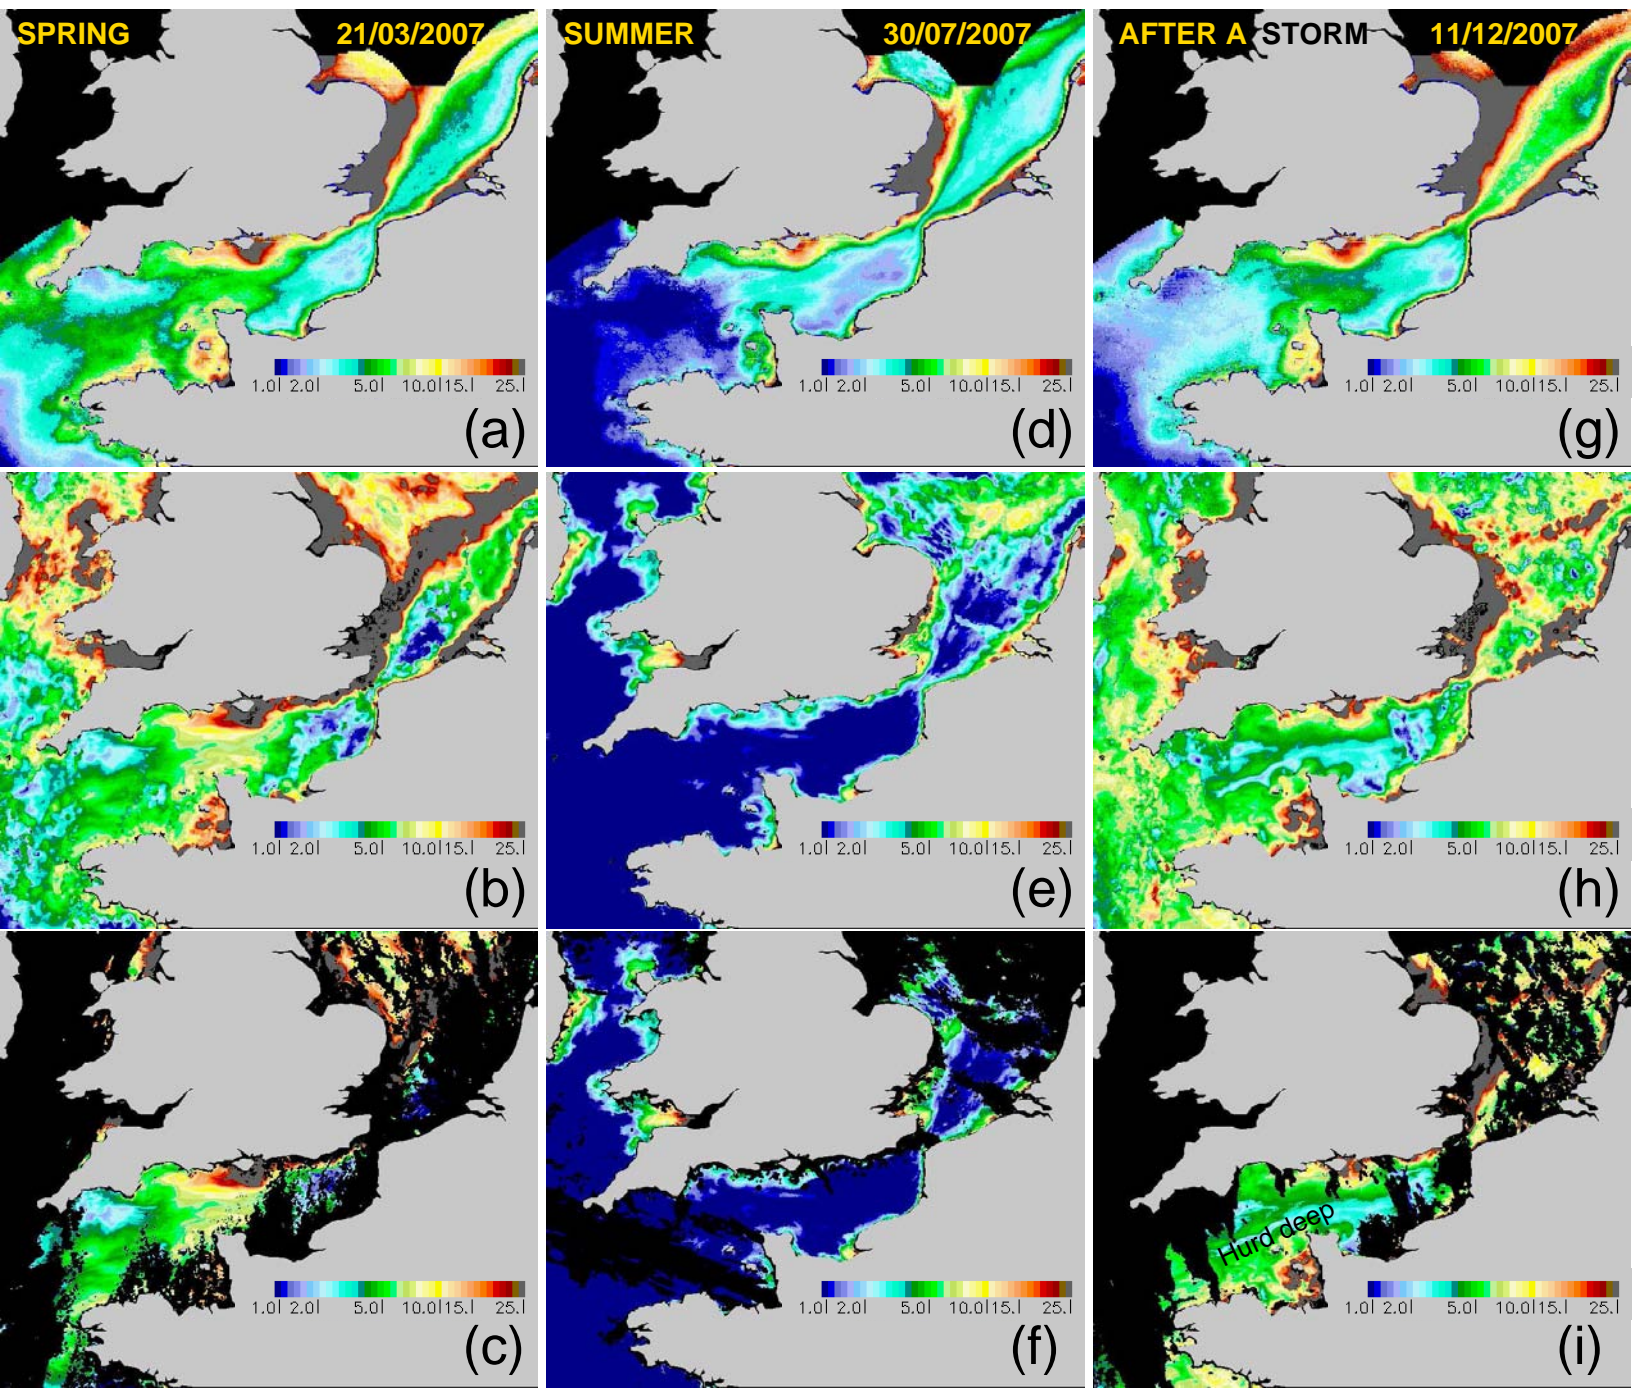 SPRING 21/03/2007 SUMMER 30/07/2007 AFTER A STORM 11/12/2007
1.0| 2.0| 5.0| 10.0|15.| 25.| 1.0| 2.0| 5.0| 10.0|15.| 25.| 1.0| 2.0| 5.0| 10.0|15.| 25.|
(a) (d) (g)
1.0| 2.0| 5.0| 10.0|15.| 25.| 1.0| 2.0| 5.0| 10.0|15.| 25.| 1.0| 2.0| 5.0| 10.0|15.| 25.|
(b) (e) (h)
Hurd deep
1.0| 2.0| 5.0| 10.0|15.| 25.| 1.0| 2.0| 5.0| 10.0|15.| 25.| 1.0| 2.0| 5.0| 10.0|15.| 25.|
(c) (f) (i)